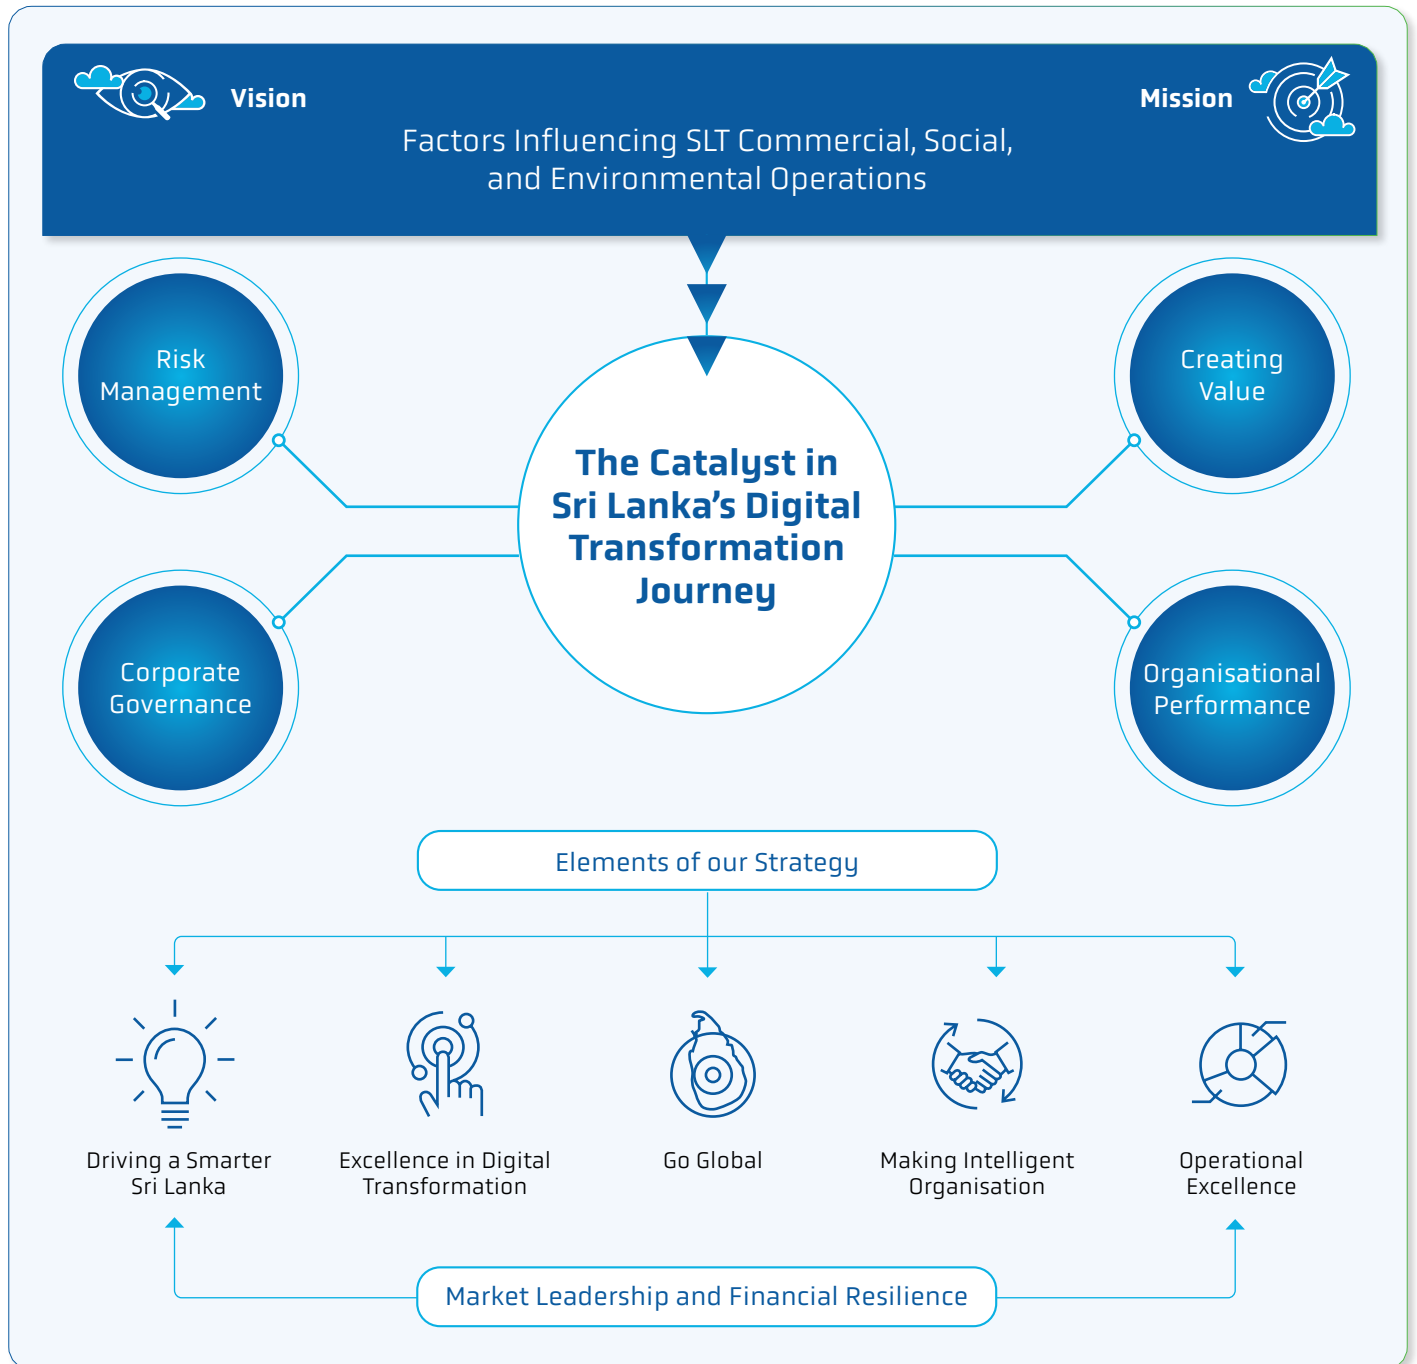 Vision
Mission
Factors Influencing SLT Commercial, Social,
and Environmental Operations
Risk
Management
Creating
Value
The Catalyst in
Sri Lanka’s Digital
Transformation
Journey
Corporate
Governance
Organisational
Performance
Elements of our Strategy
Driving a Smarter
Sri Lanka
Excellence in Digital
Transformation
Go Global
Making Intelligent
Organisation
Operational
Excellence
Market Leadership and Financial Resilience